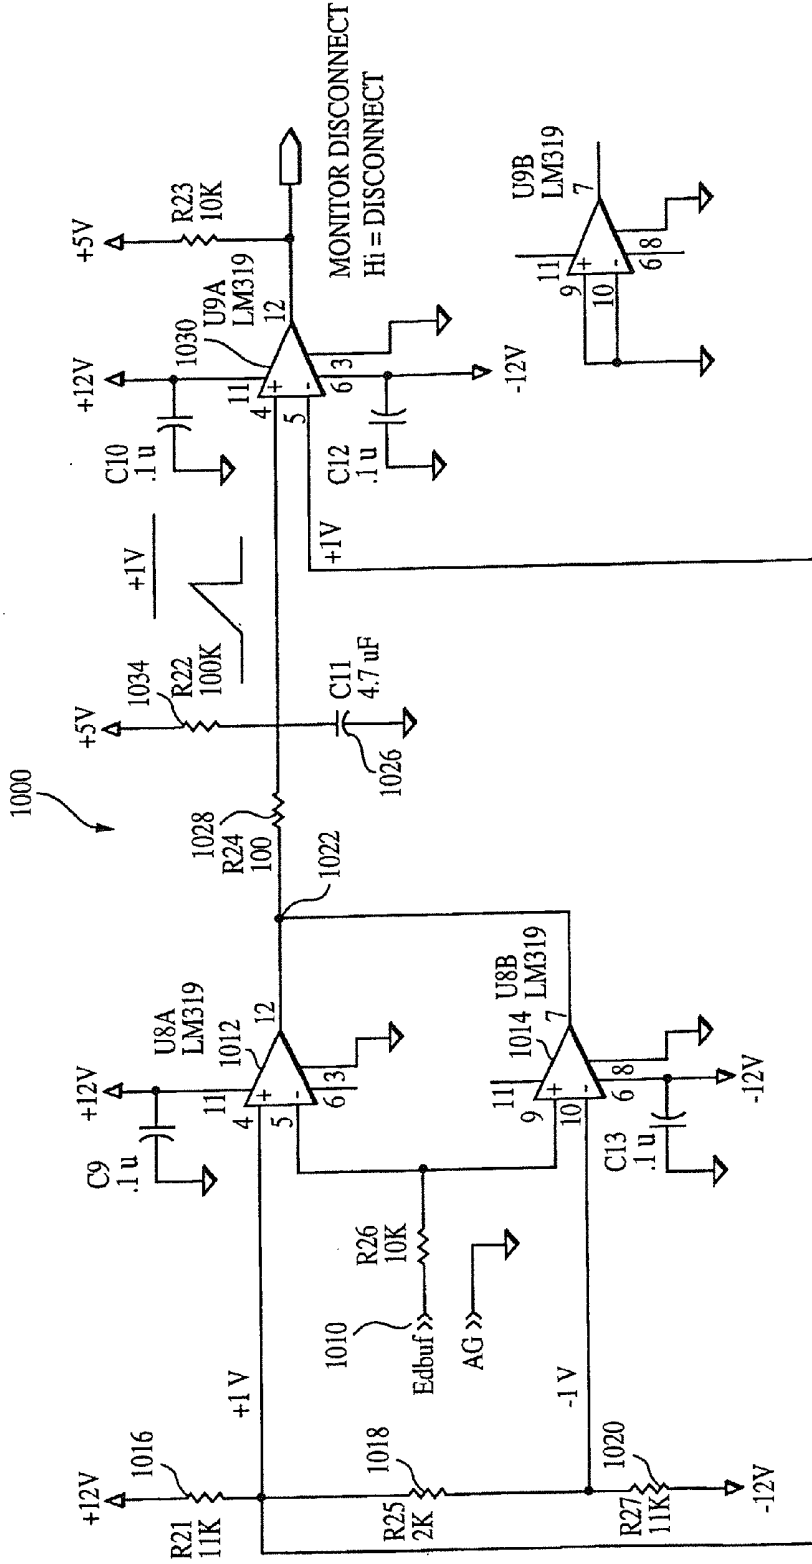 1000
+12V
1016
R21
11K
+1 V
1018
R25
2K
-1 V
1020
R27
11K
-12V
1010
Edbuf
AG
R26
10K
+12V
C9
.1 u
U8A
LM319
1012
11
4
5
+
-
12
3
6
U8B
LM319
1014
11
9
10
+
-
7
8
6
C13
.1 u
-12V
1022
1028
R24
100
+5V
1034
R22
100K
C11
4.7 uF
1026
+1V
+1V
+12V
C10
.1 u
1030
U9A
LM319
11
4
5
+
-
12
3
6
C12
.1 u
-12V
+5V
R23
10K
MONITOR DISCONNECT
Hi = DISCONNECT
U9B
LM319
11
9
10
+
-
7
8
6